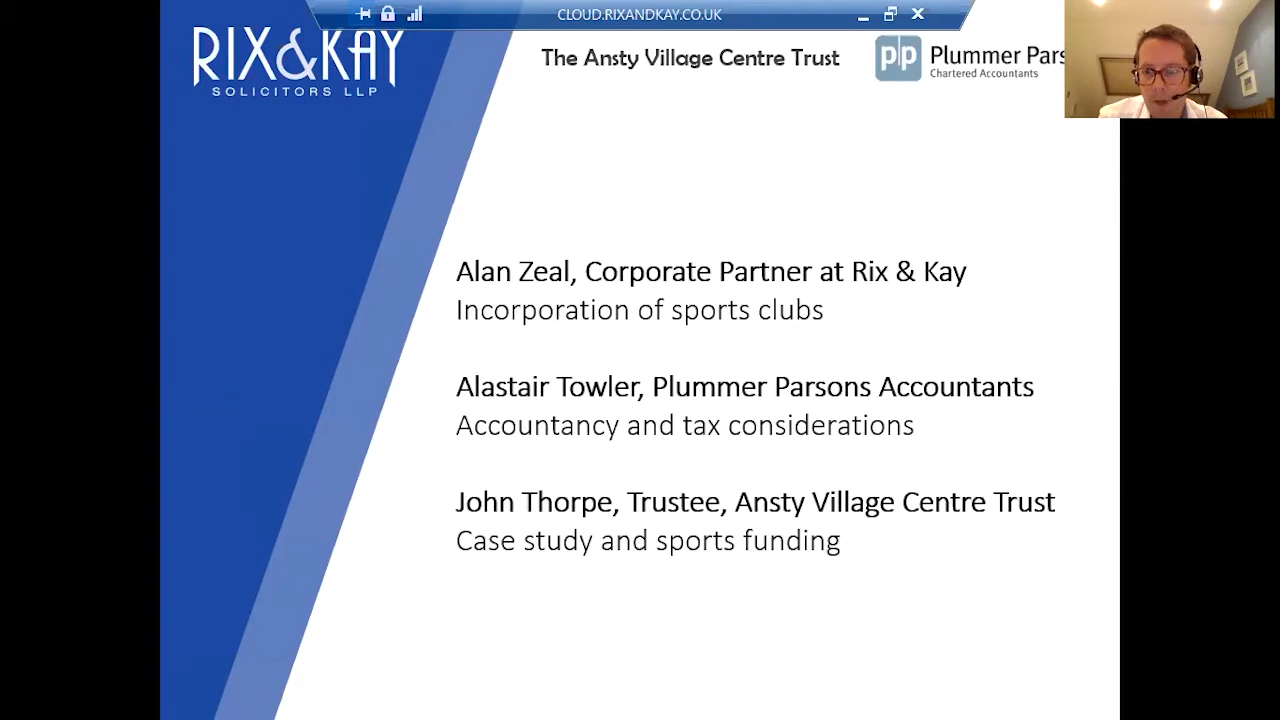 CLOUD.RIXANDKAY.CO.UK
RIX&KAY
SOLICITORS LLP
The Ansty Village Centre Trust
p|p
Plummer Pars
Chartered Accountants
Alan Zeal, Corporate Partner at Rix & Kay
Incorporation of sports clubs
Alastair Towler, Plummer Parsons Accountants
Accountancy and tax considerations
John Thorpe, Trustee, Ansty Village Centre Trust
Case study and sports funding